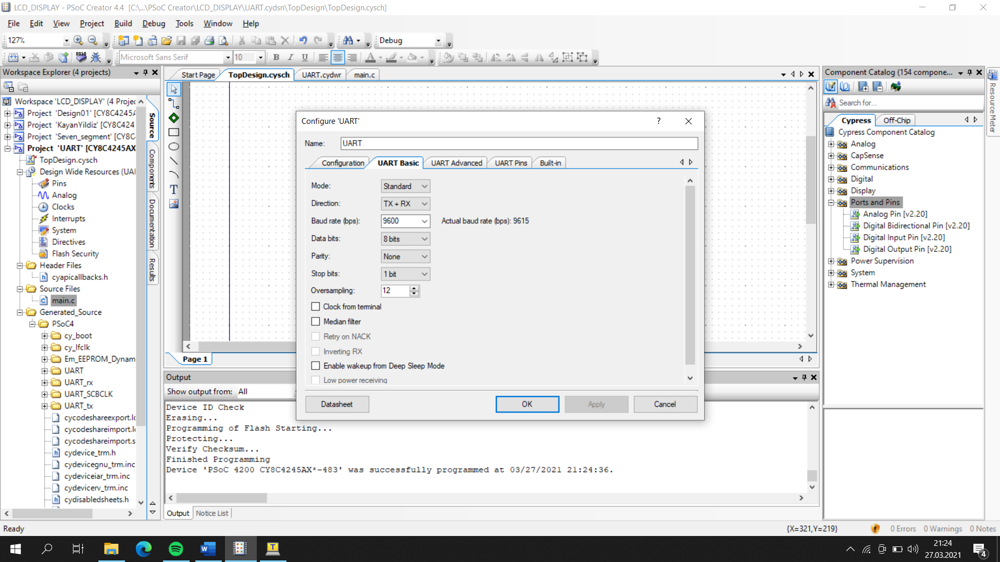 LCD_DISPLAY - PSoC Creator 4.4 [C:\...\PSoC Creator\LCD_DISPLAY\UART.cydsn\TopDesign\TopDesign.cysch]
File Edit View Project Build Debug Tools Window Help
127%
Debug
Microsoft Sans Serif 10 B I U
Workspace Explorer (4 projects)
Workspace 'LCD_DISPLAY' (4 Projec
Project 'Design01' [CY8C4245A
Project 'KayanYildiz' [CY8C424
Project 'Seven_segment' [CY8C
Project 'UART' [CY8C4245AX
TopDesign.cysch
Design Wide Resources (UA
Pins
Analog
Clocks
Interrupts
System
Directives
Flash Security
Header Files
cyapicallbacks.h
Source Files
main.c
Generated_Source
PSoC4
cy_boot
cy_lfclk
Em_EEPROM_Dynam
UART
UART_rx
UART_SCBCLK
UART_tx
cycodeshareexport.l
cycodeshareimport.l
cycodeshareimport.s
cydevice_trm.h
cydevicegnu_trm.inc
cydeviceiar_trm.inc
cydevicerv_trm.inc
cydisabledsheets.h
Source
Components
Documentation
Results
Start Page TopDesign.cysch UART.cydwr main.c
T
Page 1
Configure 'UART'
?
Name: UART
Configuration UART Basic UART Advanced UART Pins Built-in
Mode: Standard
Direction: TX + RX
Baud rate (bps): 9600 Actual baud rate (bps): 9615
Data bits: 8 bits
Parity: None
Stop bits: 1 bit
Oversampling: 12
Clock from terminal
Median filter
Retry on NACK
Inverting RX
Enable wakeup from Deep Sleep Mode
Low power receiving
Datasheet OK Apply Cancel
Output
Show output from: All
Device ID Check
Erasing...
Programming of Flash Starting...
Protecting...
Verify Checksum...
Finished Programming
Device 'PSoC 4200 CY8C4245AX*-483' was successfully programmed at 03/27/2021 21:24:36.
Output Notice List
Component Catalog (154 compone...
Search for...
Cypress Off-Chip
Cypress Component Catalog
Analog
CapSense
Communications
Digital
Display
Ports and Pins
Analog Pin [v2.20]
Digital Bidirectional Pin [v2.20]
Digital Input Pin [v2.20]
Digital Output Pin [v2.20]
Power Supervision
System
Thermal Management
Resource Meter
Ready {X=321,Y=219} 0 Errors 0 Warnings 0 Notes
21:24
27.03.2021
4